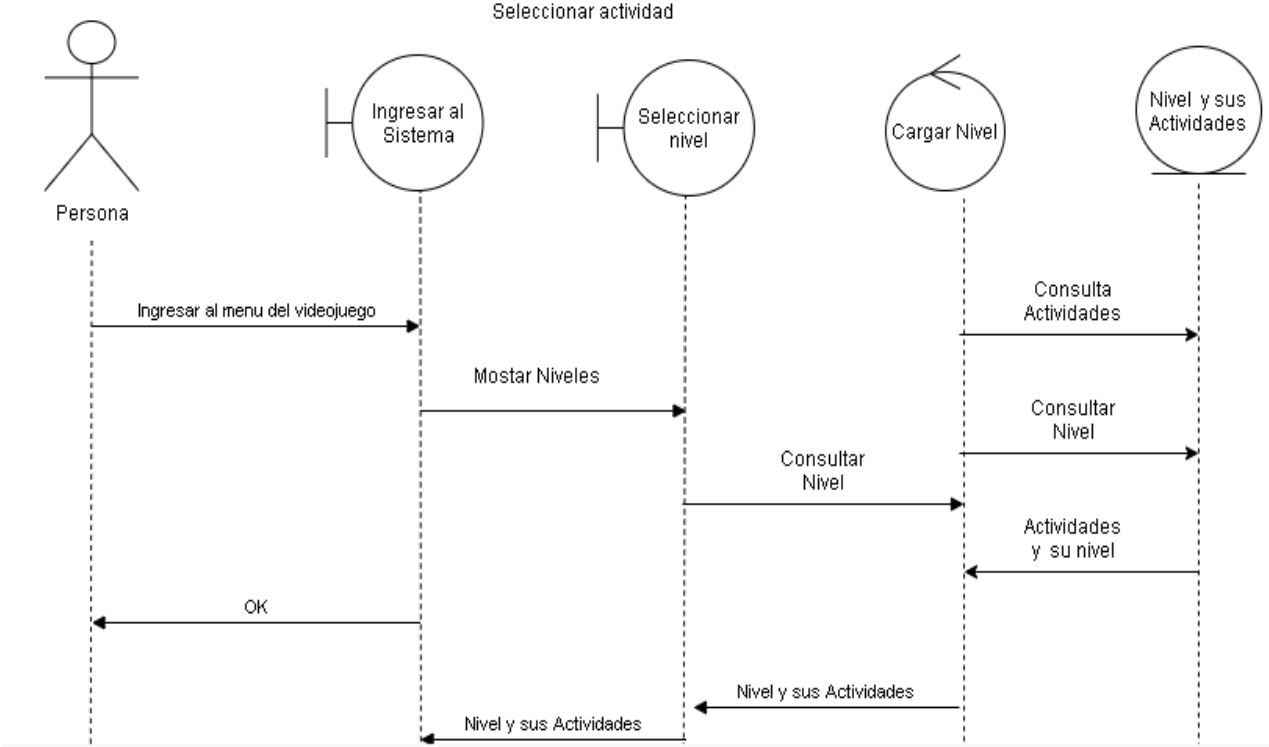 Seleccionar actividad
Ingresar al
Sistema
Seleccionar
nivel
Cargar Nivel
Nivel y sus
Actividades
Persona
Ingresar al menu del videojuego
Consulta
Actividades
Mostar Niveles
Consultar
Nivel
Consultar
Nivel
Actividades
y su nivel
OK
Nivel y sus Actividades
Nivel y sus Actividades